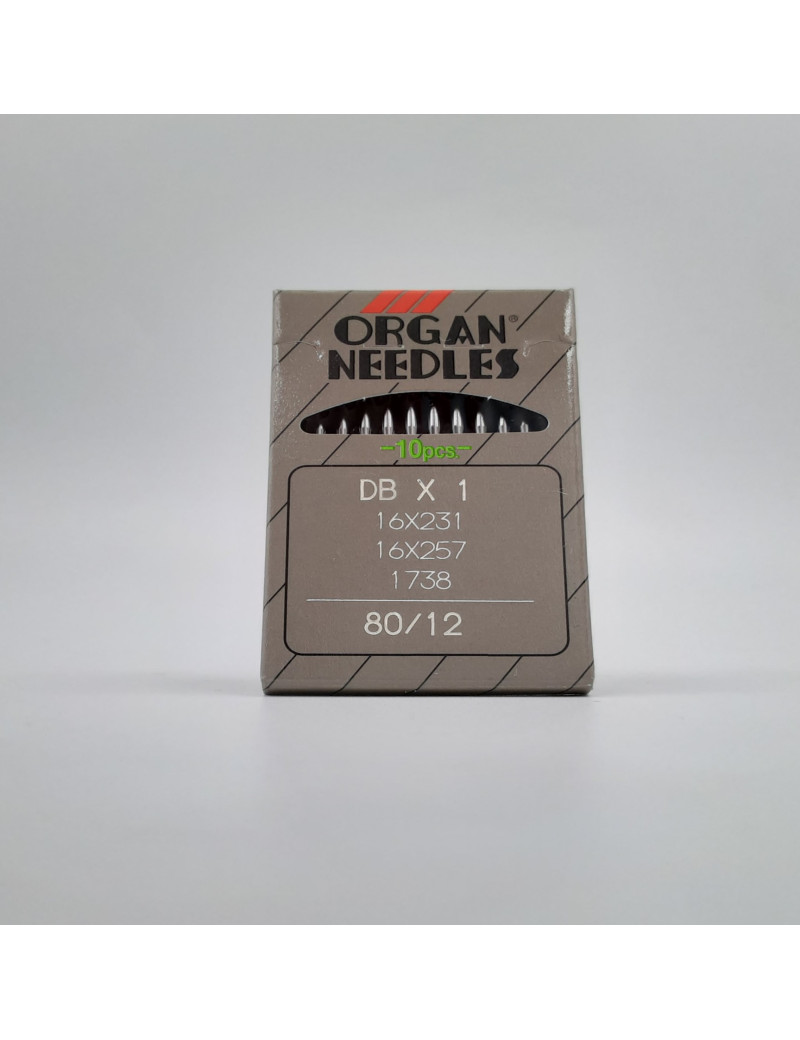 ORGAN®
NEEDLES
-10pcs.-
DB X 1
16X231
16X257
1738
80/12